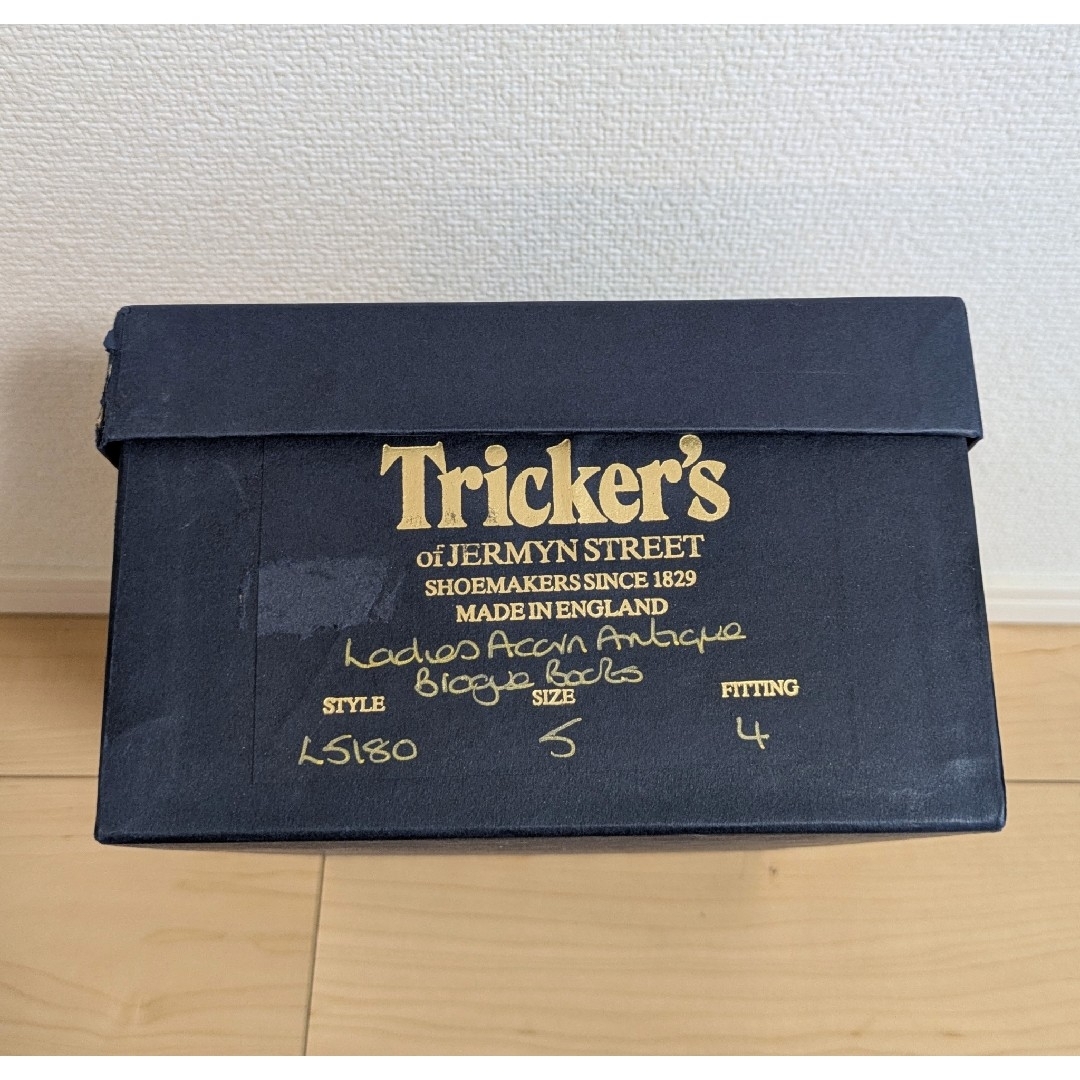 Tricker's
of JERMYN STREET
SHOEMAKERS SINCE 1829
MADE IN ENGLAND
Ladies Acorn Antique
Brogue Boots
STYLE SIZE FITTING
L5180 5 4